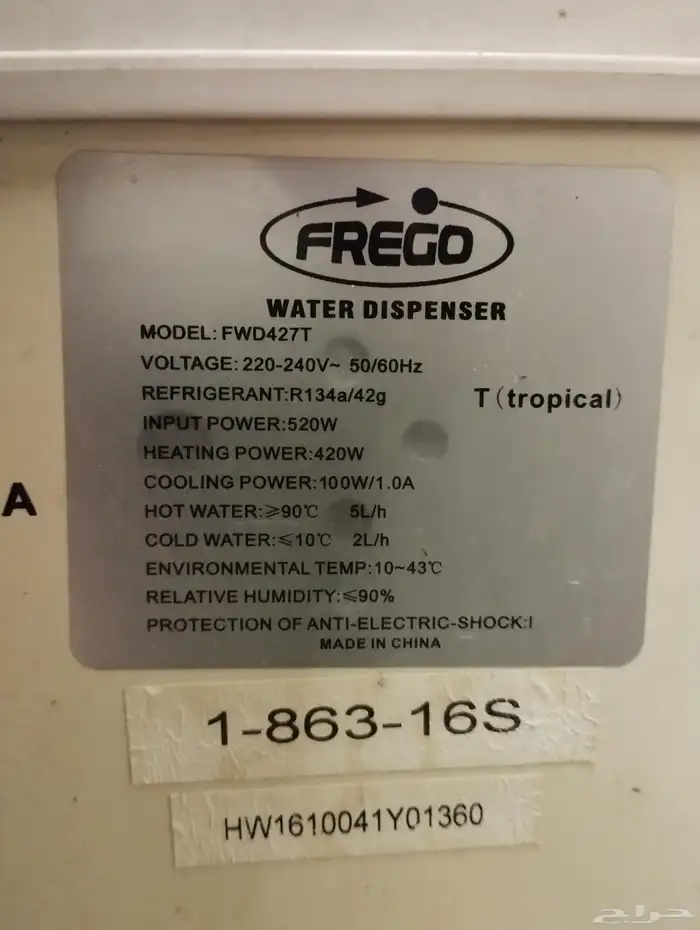 FREGO
WATER DISPENSER
MODEL: FWD427T
VOLTAGE: 220-240V~ 50/60Hz
REFRIGERANT:R134a/42g
T（tropical）
INPUT POWER:520W
HEATING POWER:420W
COOLING POWER:100W/1.0A
A
HOT WATER:≥90℃ 5L/h
COLD WATER:≤10℃ 2L/h
ENVIRONMENTAL TEMP:10~43℃
RELATIVE HUMIDITY:≤90%
PROTECTION OF ANTI-ELECTRIC-SHOCK:I
MADE IN CHINA
1-863-16S
HW1610041Y01360
حراج